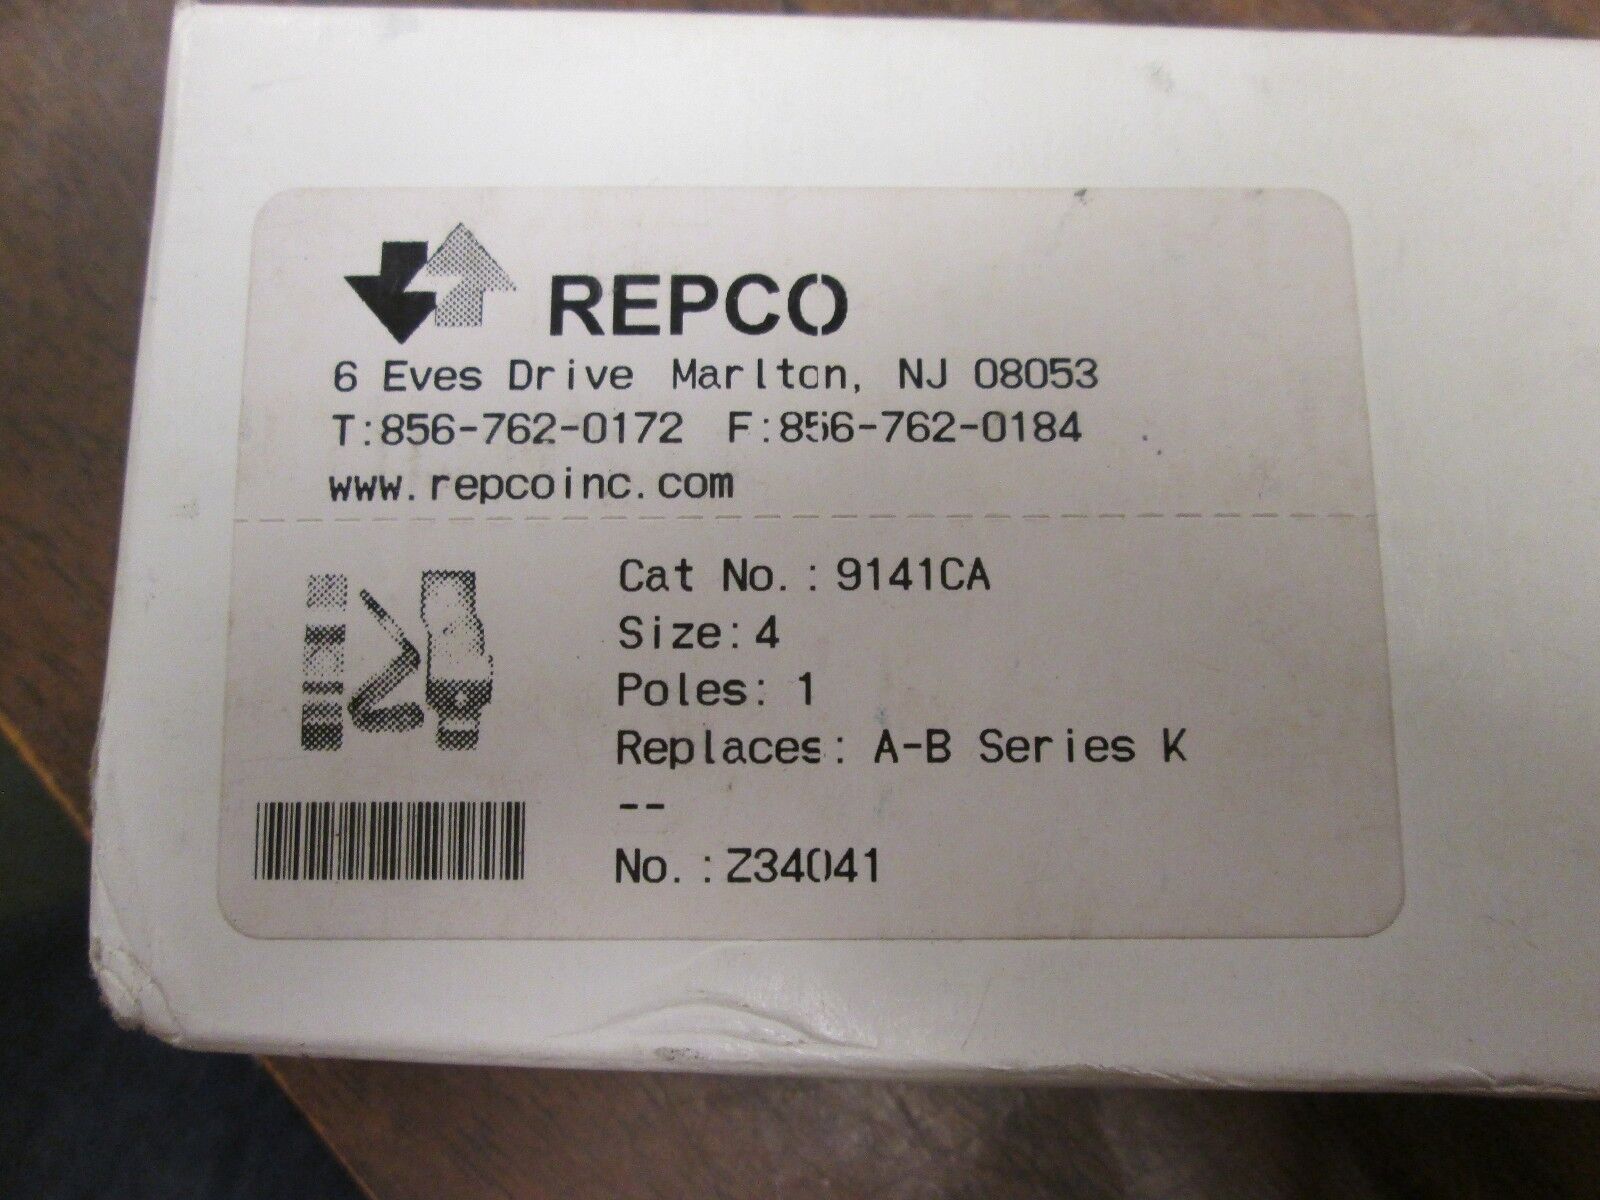 REPCO
6 Eves Drive Marlton, NJ 08053
T:856-762-0172 F:856-762-0184
www.repcoinc.com
Cat No.: 9141CA
Size: 4
Poles: 1
Replaces: A-B Series K
--
No.: Z34041